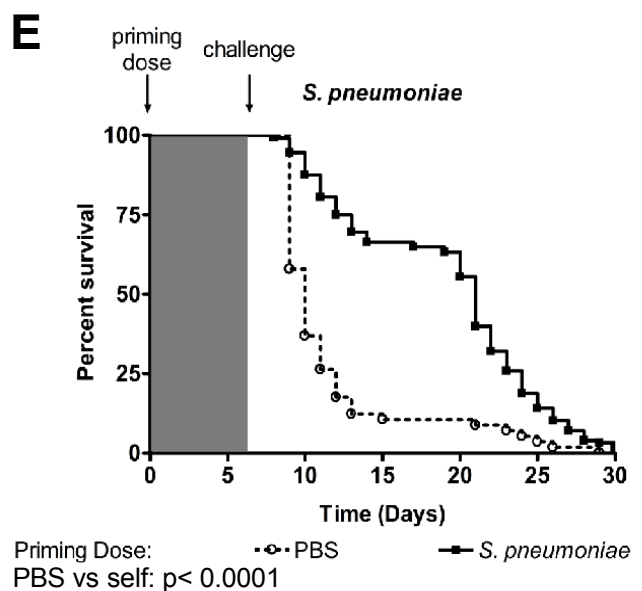 E
priming
dose
challenge
S. pneumoniae
100
75
50
25
0
Percent survival
0 5 10 15 20 25 30
Time (Days)
Priming Dose: PBS S. pneumoniae
PBS vs self: p< 0.0001